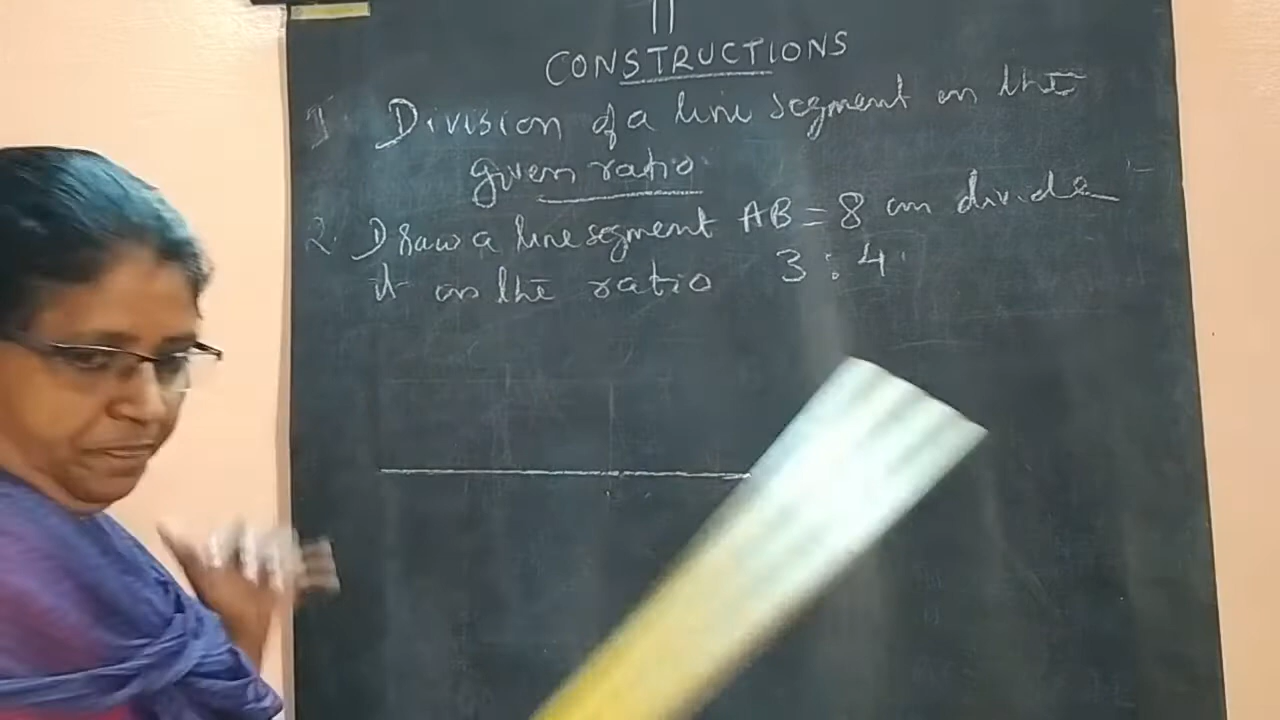 CONSTRUCTIONS
1. Division of a line segment in the
given ratio
2. Draw a line segment AB = 8 cm divide
it in the ratio 3 : 4